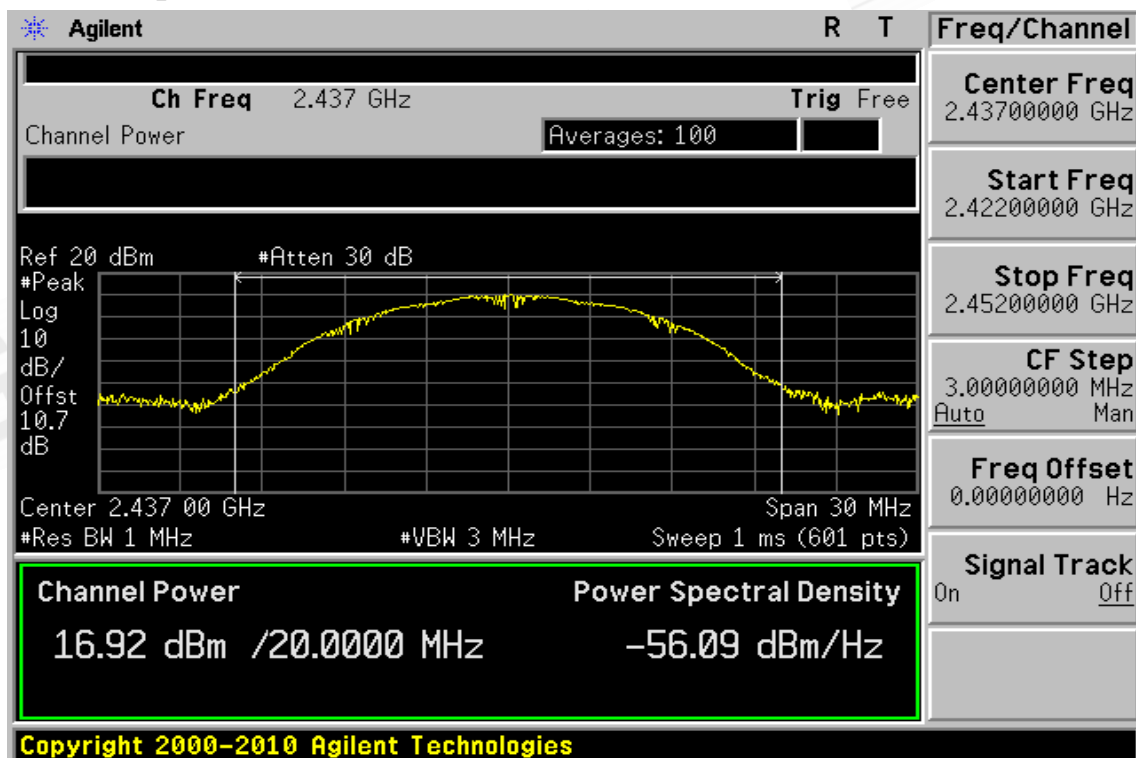 Agilent R T Freq/Channel
Ch Freq 2.437 GHz Trig Free
Channel Power Averages: 100
Center Freq
2.43700000 GHz
Start Freq
2.42200000 GHz
Stop Freq
2.45200000 GHz
CF Step
3.00000000 MHz
Auto Man
Freq Offset
0.00000000 Hz
Signal Track
On Off
Ref 20 dBm #Atten 30 dB
#Peak
Log
10
dB/
Offst
10.7
dB
Center 2.437 00 GHz Span 30 MHz
#Res BW 1 MHz #VBW 3 MHz Sweep 1 ms (601 pts)
Channel Power Power Spectral Density
16.92 dBm /20.0000 MHz -56.09 dBm/Hz
Copyright 2000-2010 Agilent Technologies